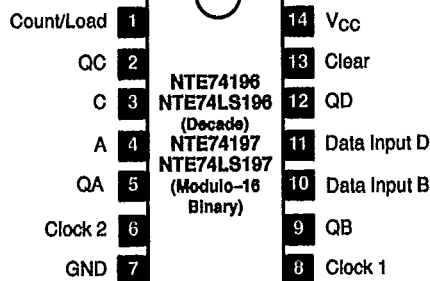 Count/Load 1
QC 2
C 3
A 4
QA 5
Clock 2 6
GND 7
NTE74196
NTE74LS196
(Decade)
NTE74197
NTE74LS197
(Modulo–16
Binary)
14 VCC
13 Clear
12 QD
11 Data Input D
10 Data Input B
9 QB
8 Clock 1